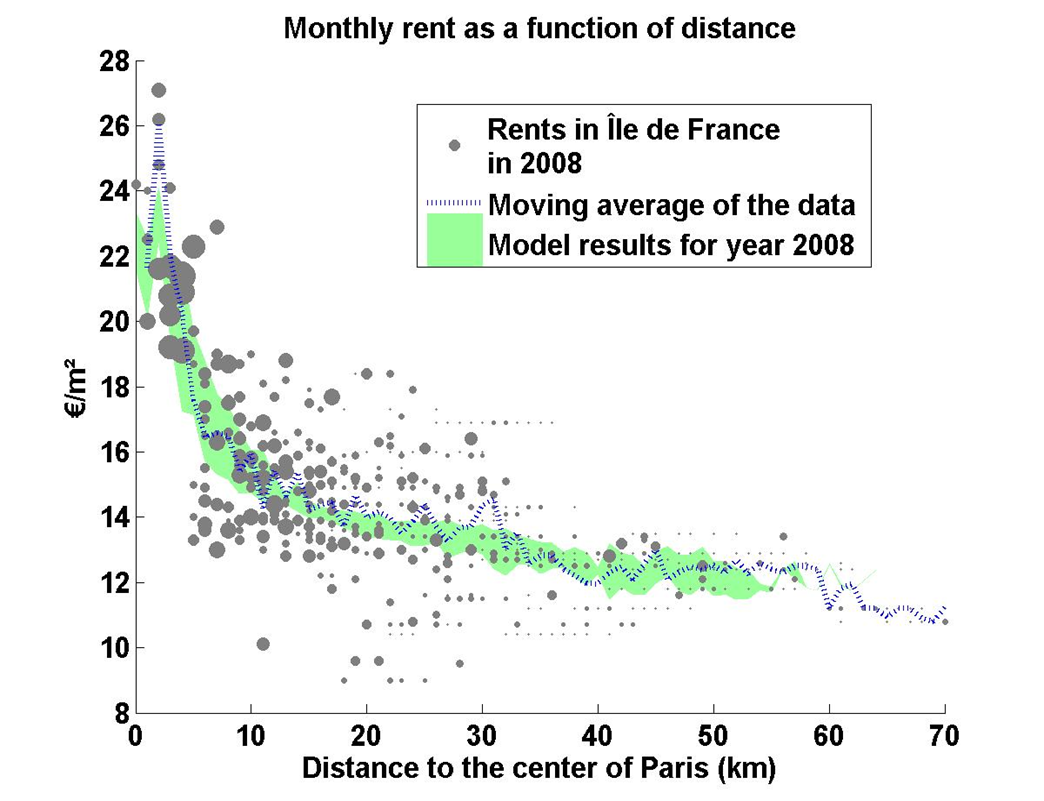 Monthly rent as a function of distance
28
26
24
22
20
18
16
14
12
10
8
€/m²
Rents in Île de France
in 2008
Moving average of the data
Model results for year 2008
0 10 20 30 40 50 60 70
Distance to the center of Paris (km)